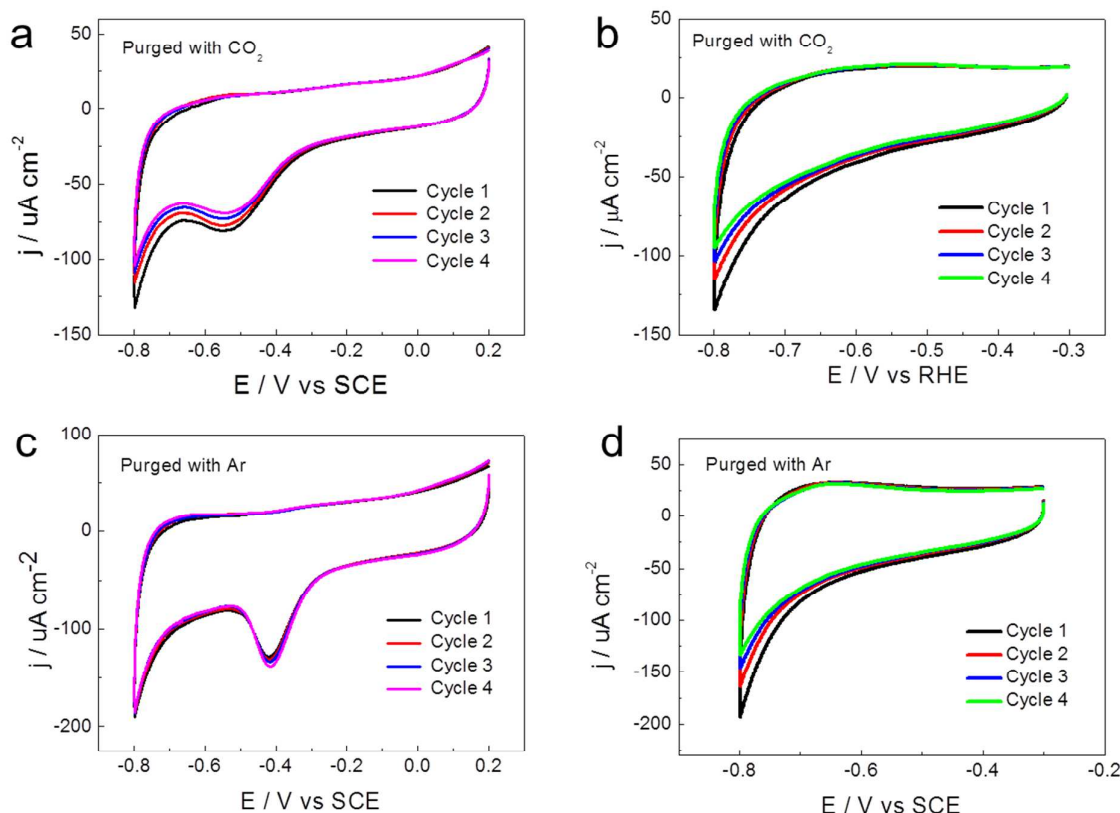 a
Purged with CO2
50
0
-50
-100
-150
j / uA cm-2
Cycle 1
Cycle 2
Cycle 3
Cycle 4
-0.8
-0.6
-0.4
-0.2
0.0
0.2
E / V vs SCE
b
Purged with CO2
50
0
-50
-100
-150
j / μA cm-2
Cycle 1
Cycle 2
Cycle 3
Cycle 4
-0.8
-0.7
-0.6
-0.5
-0.4
-0.3
E / V vs RHE
c
Purged with Ar
100
0
-100
-200
j / uA cm-2
Cycle 1
Cycle 2
Cycle 3
Cycle 4
-0.8
-0.6
-0.4
-0.2
0.0
0.2
E / V vs SCE
d
Purged with Ar
50
25
0
-50
-100
-150
-200
j / uA cm-2
Cycle 1
Cycle 2
Cycle 3
Cycle 4
-0.8
-0.6
-0.4
-0.2
E / V vs SCE